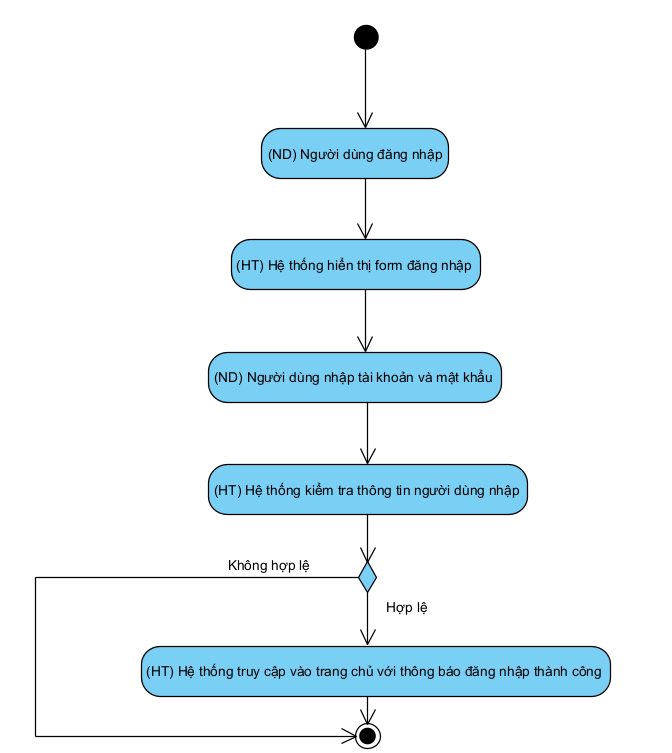 (ND) Người dùng đăng nhập
(HT) Hệ thống hiển thị form đăng nhập
(ND) Người dùng nhập tài khoản và mật khẩu
(HT) Hệ thống kiểm tra thông tin người dùng nhập
Không hợp lệ
Hợp lệ
(HT) Hệ thống truy cập vào trang chủ với thông báo đăng nhập thành công